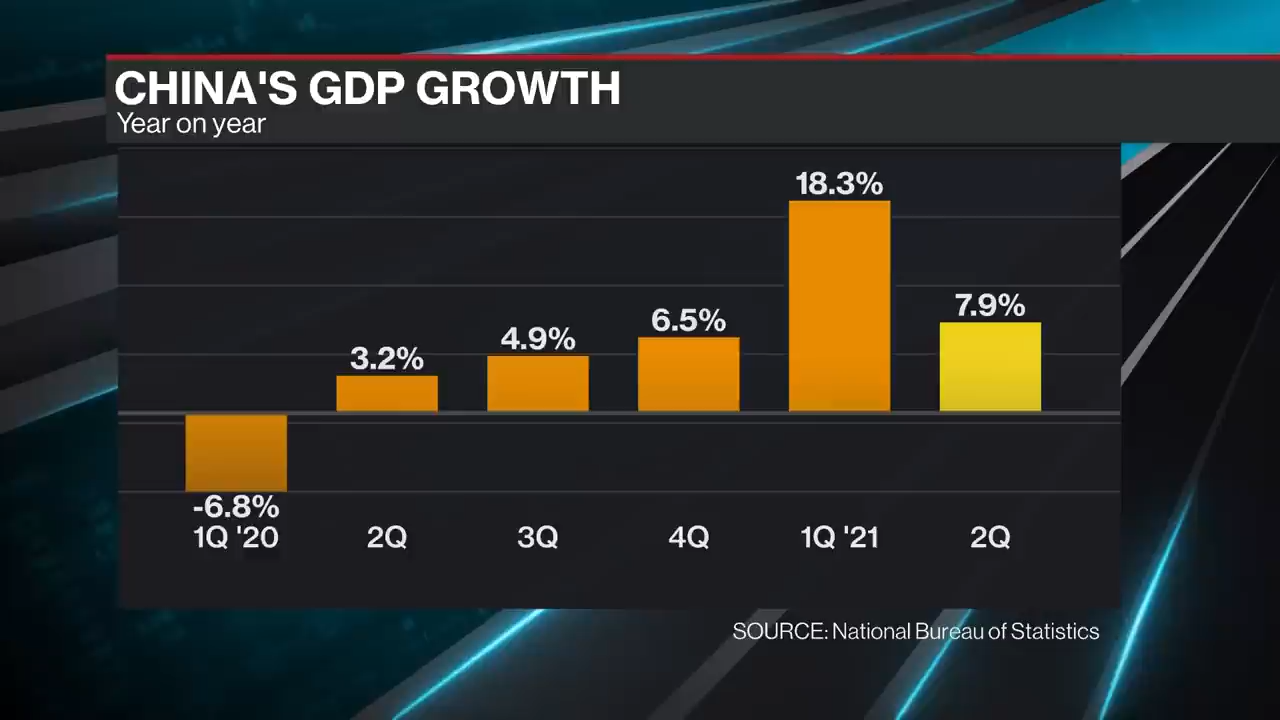 CHINA'S GDP GROWTH
Year on year
18.3%
7.9%
6.5%
4.9%
3.2%
-6.8%
1Q '20 2Q 3Q 4Q 1Q '21 2Q
SOURCE: National Bureau of Statistics